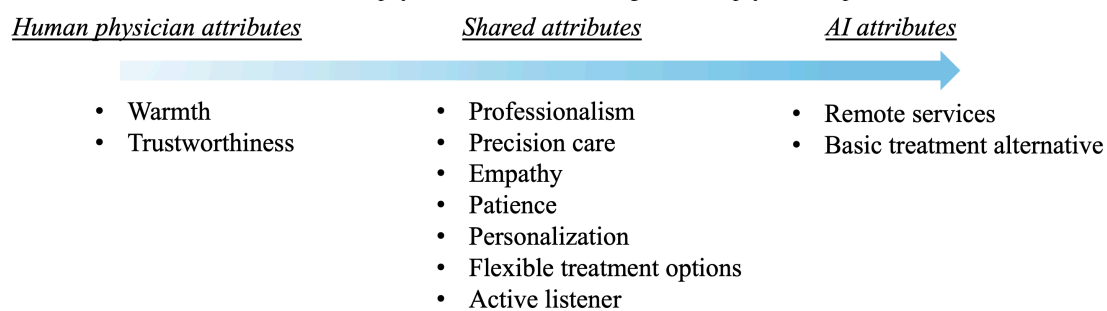 Human physician attributes
Shared attributes
AI attributes
• Warmth
• Trustworthiness
• Professionalism
• Precision care
• Empathy
• Patience
• Personalization
• Flexible treatment options
• Active listener
• Remote services
• Basic treatment alternative